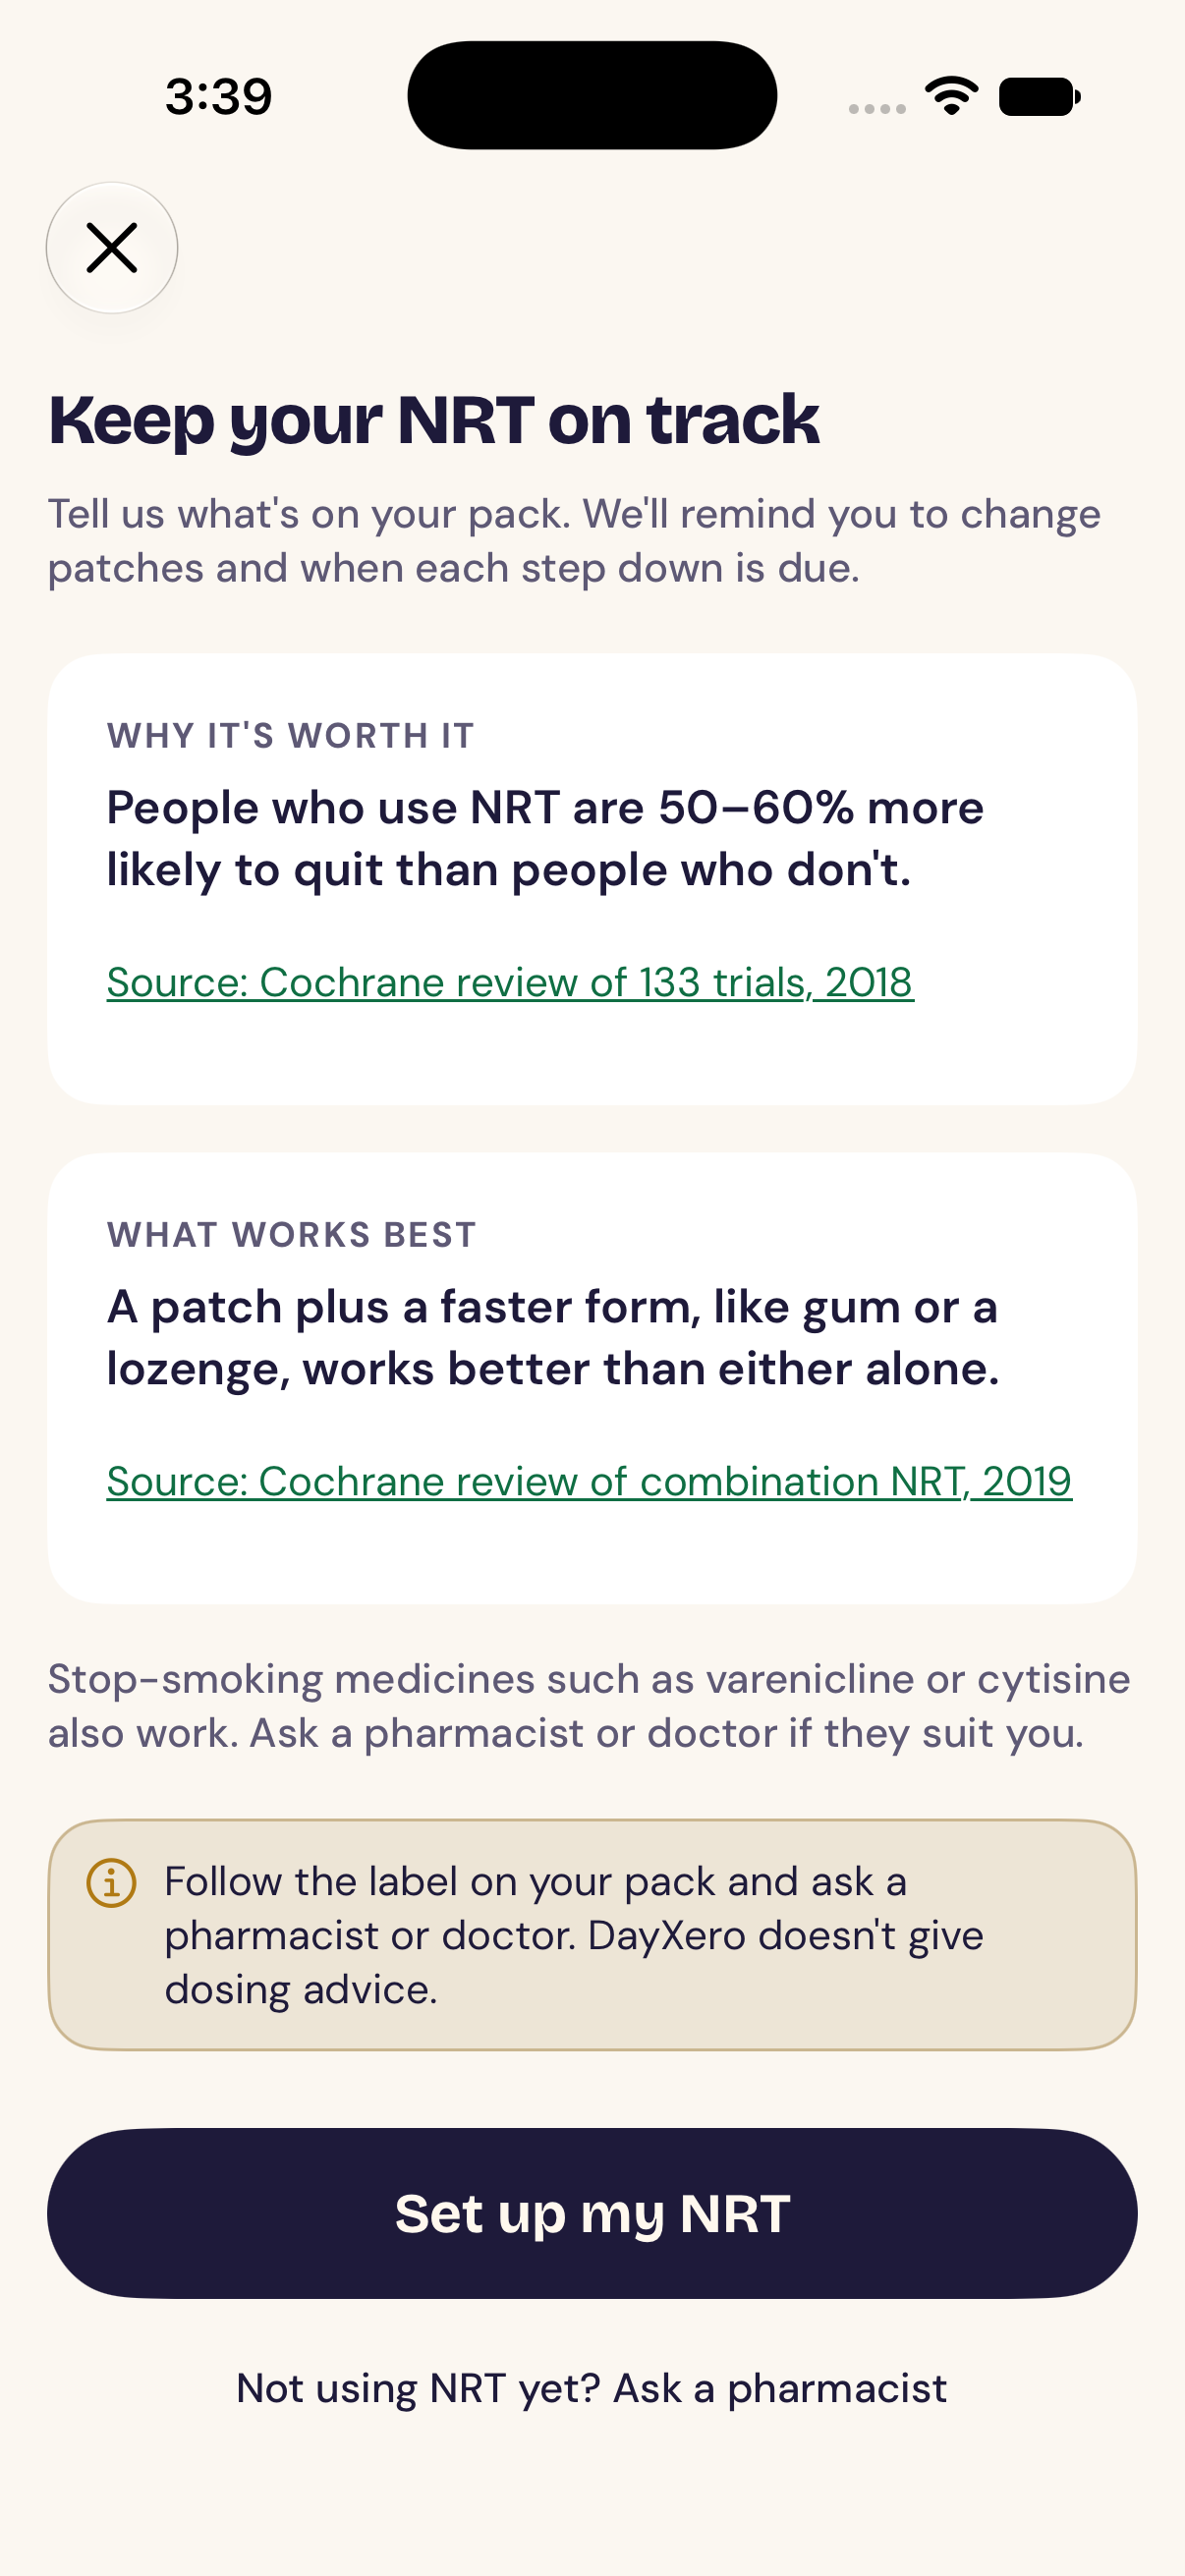 3:39
Keep your NRT on track
Tell us what's on your pack. We'll remind you to change
patches and when each step down is due.
WHY IT'S WORTH IT
People who use NRT are 50–60% more
likely to quit than people who don't.
Source: Cochrane review of 133 trials, 2018
WHAT WORKS BEST
A patch plus a faster form, like gum or a
lozenge, works better than either alone.
Source: Cochrane review of combination NRT, 2019
Stop-smoking medicines such as varenicline or cytisine
also work. Ask a pharmacist or doctor if they suit you.
Follow the label on your pack and ask a
pharmacist or doctor. DayXero doesn't give
dosing advice.
Set up my NRT
Not using NRT yet? Ask a pharmacist